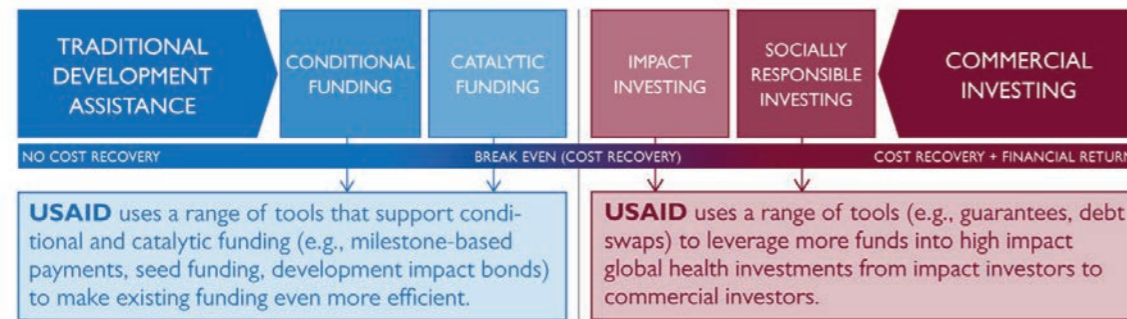 TRADITIONAL
DEVELOPMENT
ASSISTANCE
CONDITIONAL
FUNDING
CATALYTIC
FUNDING
IMPACT
INVESTING
SOCIALLY
RESPONSIBLE
INVESTING
COMMERCIAL
INVESTING
NO COST RECOVERY
BREAK EVEN (COST RECOVERY)
COST RECOVERY + FINANCIAL RETURN
USAID uses a range of tools that support condi-
tional and catalytic funding (e.g., milestone-based
payments, seed funding, development impact bonds)
to make existing funding even more efficient.
USAID uses a range of tools (e.g., guarantees, debt
swaps) to leverage more funds into high impact
global health investments from impact investors to
commercial investors.